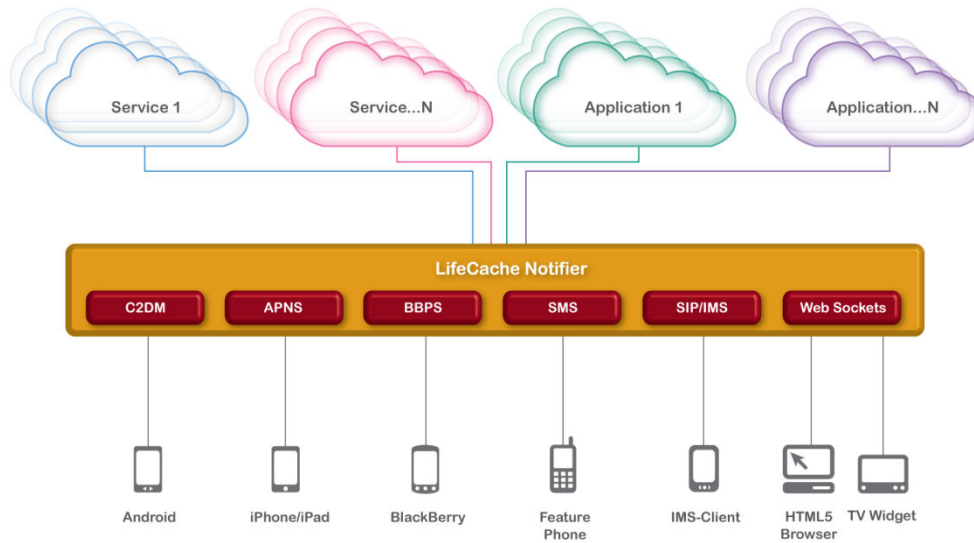 Service 1
Service...N
Application 1
Application...N
LifeCache Notifier
C2DM
APNS
BBPS
SMS
SIP/IMS
Web Sockets
Android
iPhone/iPad
BlackBerry
Feature
Phone
IMS-Client
HTML5
Browser
TV Widget